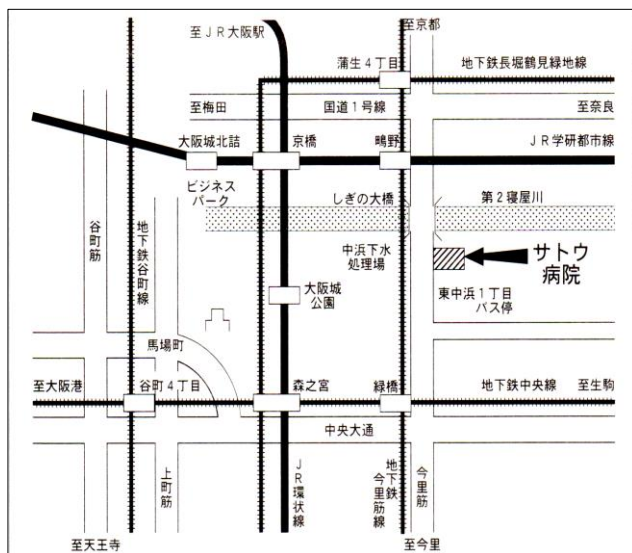 至京都
至JR大阪駅
蒲生4丁目
地下鉄長堀鶴見緑地線
至梅田
国道1号線
至奈良
大阪城北詰
京橋
鴫野
JR学研都市線
ビジネス
パーク
しぎの大橋
第2寝屋川
谷町筋
地下鉄谷町線
中浜下水
処理場
サトウ
病院
大阪城
公園
東中浜1丁目
バス停
馬場町
至大阪港
谷町4丁目
森之宮
緑橋
地下鉄中央線
至生駒
中央大通
上町筋
JR環状線
地下鉄
今里筋線
今里筋
至天王寺
至今里